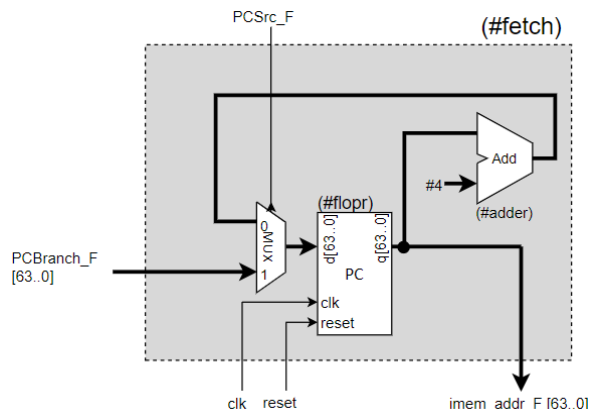 PCSrc_F
(#fetch)
Add
#4
(#adder)
(#flopr)
0
MUX
1
d[63..0]
q[63..0]
PC
clk
reset
PCBranch_F
[63..0]
clk
reset
imem_addr_F [63..0]